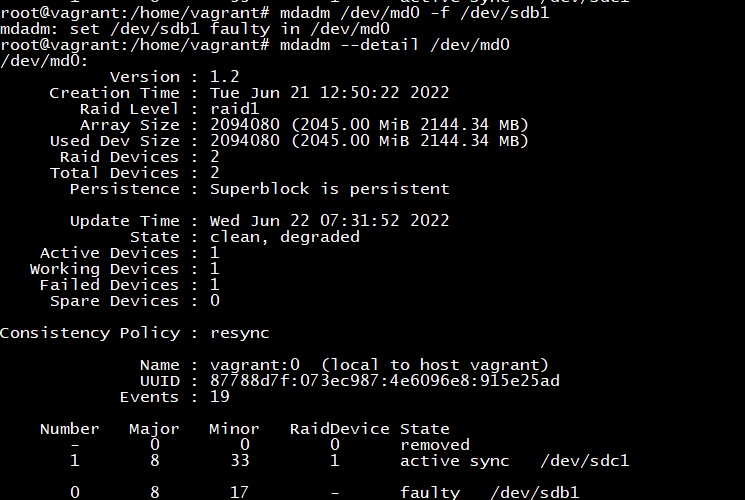 root@vagrant:/home/vagrant# mdadm /dev/md0 -f /dev/sdb1
mdadm: set /dev/sdb1 faulty in /dev/md0
root@vagrant:/home/vagrant# mdadm --detail /dev/md0
/dev/md0:
Version : 1.2
Creation Time : Tue Jun 21 12:50:22 2022
Raid Level : raid1
Array Size : 2094080 (2045.00 MiB 2144.34 MB)
Used Dev Size : 2094080 (2045.00 MiB 2144.34 MB)
Raid Devices : 2
Total Devices : 2
Persistence : Superblock is persistent
Update Time : Wed Jun 22 07:31:52 2022
State : clean, degraded
Active Devices : 1
Working Devices : 1
Failed Devices : 1
Spare Devices : 0
Consistency Policy : resync
Name : vagrant:0  (local to host vagrant)
UUID : 87788d7f:073ec987:4e6096e8:915e25ad
Events : 19
Number   Major   Minor   RaidDevice State
-       0        0        0      removed
1       8       33        1      active sync   /dev/sdc1
0       8       17        -      faulty   /dev/sdb1